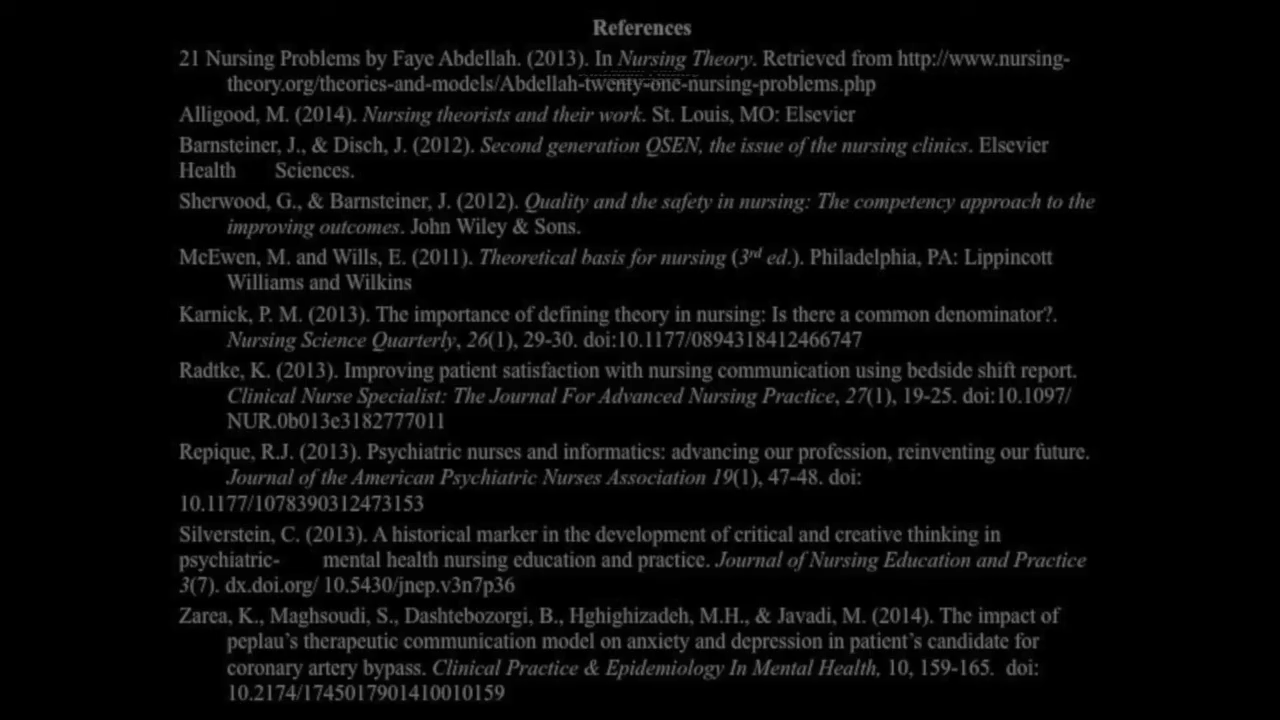 References
21 Nursing Problems by Faye Abdellah. (2013). In Nursing Theory. Retrieved from http://www.nursing-
theory.org/theories-and-models/Abdellah-twenty-one-nursing-problems.php
Alligood, M. (2014). Nursing theorists and their work. St. Louis, MO: Elsevier
Barnsteiner, J., & Disch, J. (2012). Second generation QSEN, the issue of the nursing clinics. Elsevier
Health Sciences.
Sherwood, G., & Barnsteiner, J. (2012). Quality and the safety in nursing: The competency approach to the
improving outcomes. John Wiley & Sons.
McEwen, M. and Wills, E. (2011). Theoretical basis for nursing (3rd ed.). Philadelphia, PA: Lippincott
Williams and Wilkins
Karnick, P. M. (2013). The importance of defining theory in nursing: Is there a common denominator?.
Nursing Science Quarterly, 26(1), 29-30. doi:10.1177/0894318412466747
Radtke, K. (2013). Improving patient satisfaction with nursing communication using bedside shift report.
Clinical Nurse Specialist: The Journal For Advanced Nursing Practice, 27(1), 19-25. doi:10.1097/
NUR.0b013e3182777011
Repique, R.J. (2013). Psychiatric nurses and informatics: advancing our profession, reinventing our future.
Journal of the American Psychiatric Nurses Association 19(1), 47-48. doi:
10.1177/1078390312473153
Silverstein, C. (2013). A historical marker in the development of critical and creative thinking in
psychiatric- mental health nursing education and practice. Journal of Nursing Education and Practice
3(7). dx.doi.org/ 10.5430/jnep.v3n7p36
Zarea, K., Maghsoudi, S., Dashtebozorgi, B., Hghighizadeh, M.H., & Javadi, M. (2014). The impact of
peplau's therapeutic communication model on anxiety and depression in patient's candidate for
coronary artery bypass. Clinical Practice & Epidemiology In Mental Health, 10, 159-165. doi:
10.2174/1745017901410010159